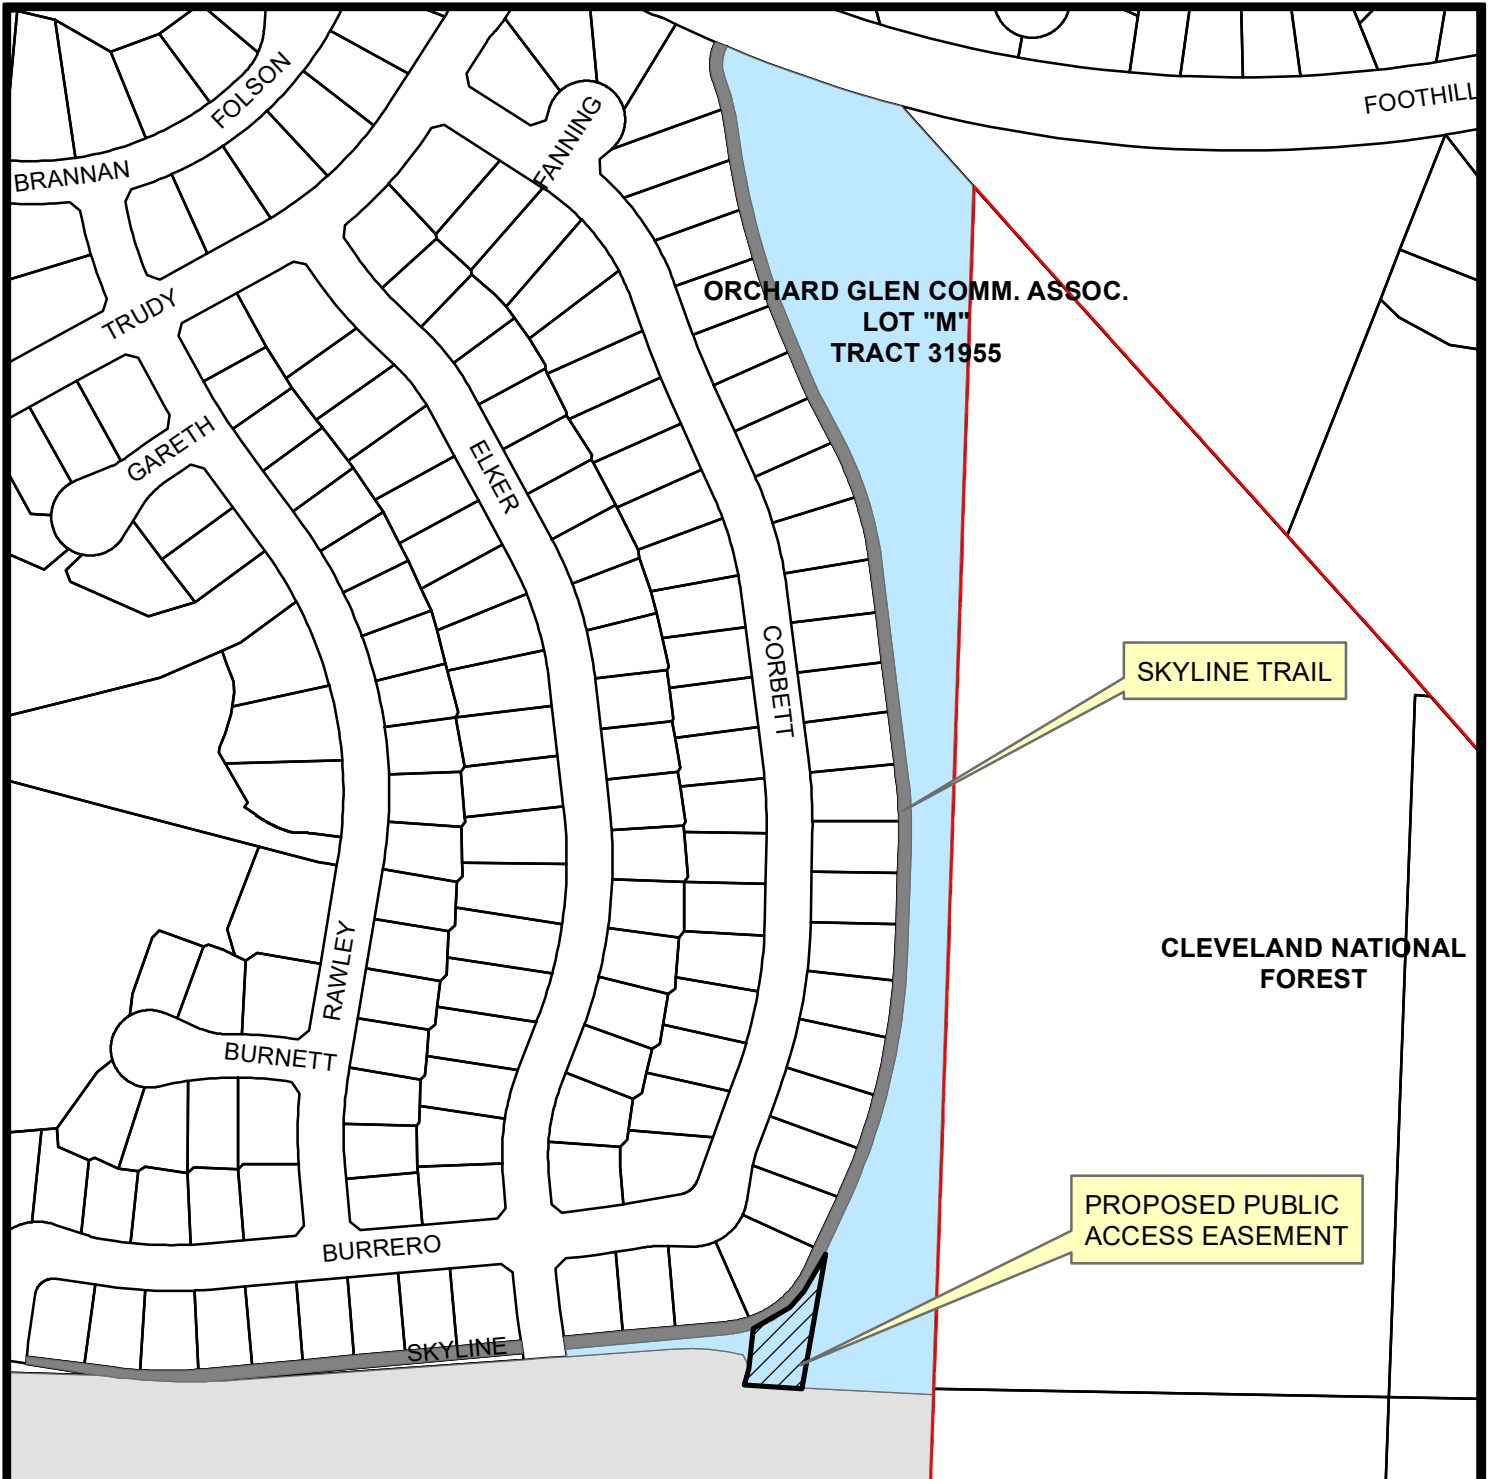 FOLSON
FOOTHILL
FANNING
BRANNAN
ORCHARD GLEN COMM. ASSOC.
LOT "M"
TRACT 31955
TRUDY
GARETH
ELKER
CORBETT
SKYLINE TRAIL
CLEVELAND NATIONAL
FOREST
RAWLEY
BURNETT
PROPOSED PUBLIC
ACCESS EASEMENT
BURRERO
SKYLINE